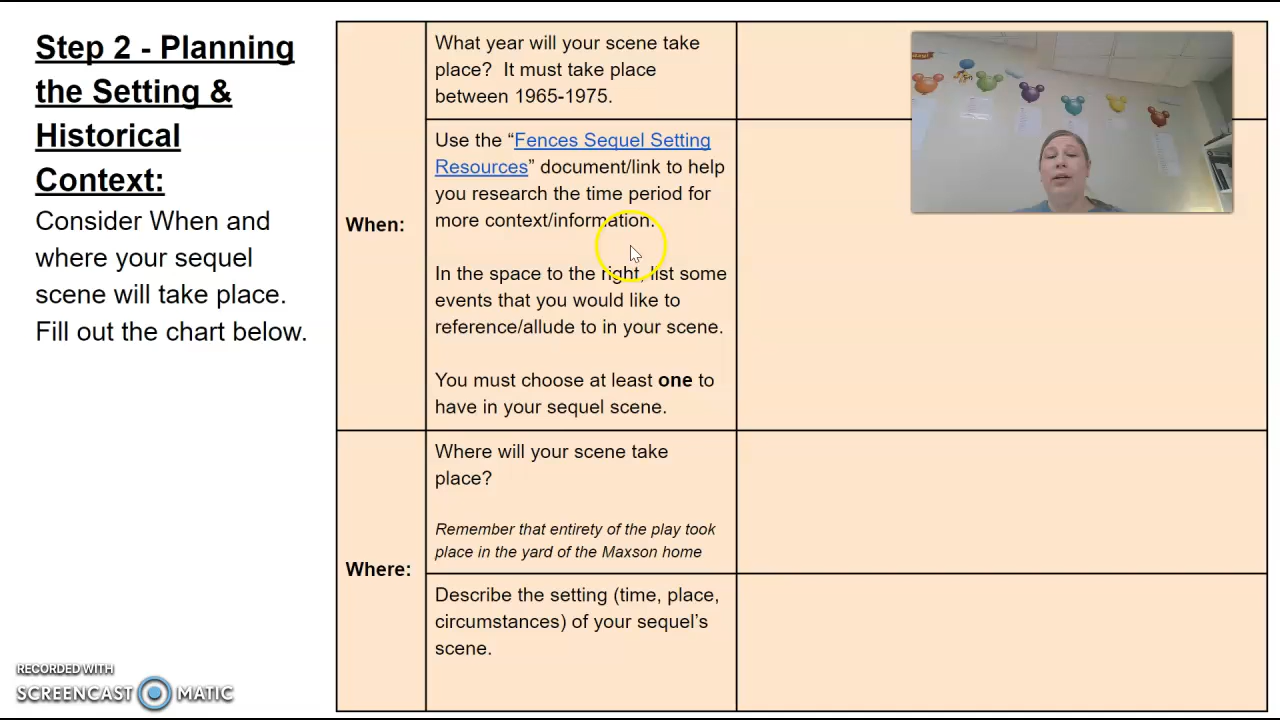 Step 2 - Planning
the Setting &
Historical
Context:
Consider When and
where your sequel
scene will take place.
Fill out the chart below.
When:
What year will your scene take
place?  It must take place
between 1965-1975.
Use the “Fences Sequel Setting
Resources” document/link to help
you research the time period for
more context/information.
In the space to the right, list some
events that you would like to
reference/allude to in your scene.
You must choose at least one to
have in your sequel scene.
Where:
Where will your scene take
place?
Remember that entirety of the play took
place in the yard of the Maxson home
Describe the setting (time, place,
circumstances) of your sequel’s
scene.
RECORDED WITH
SCREENCAST MATIC